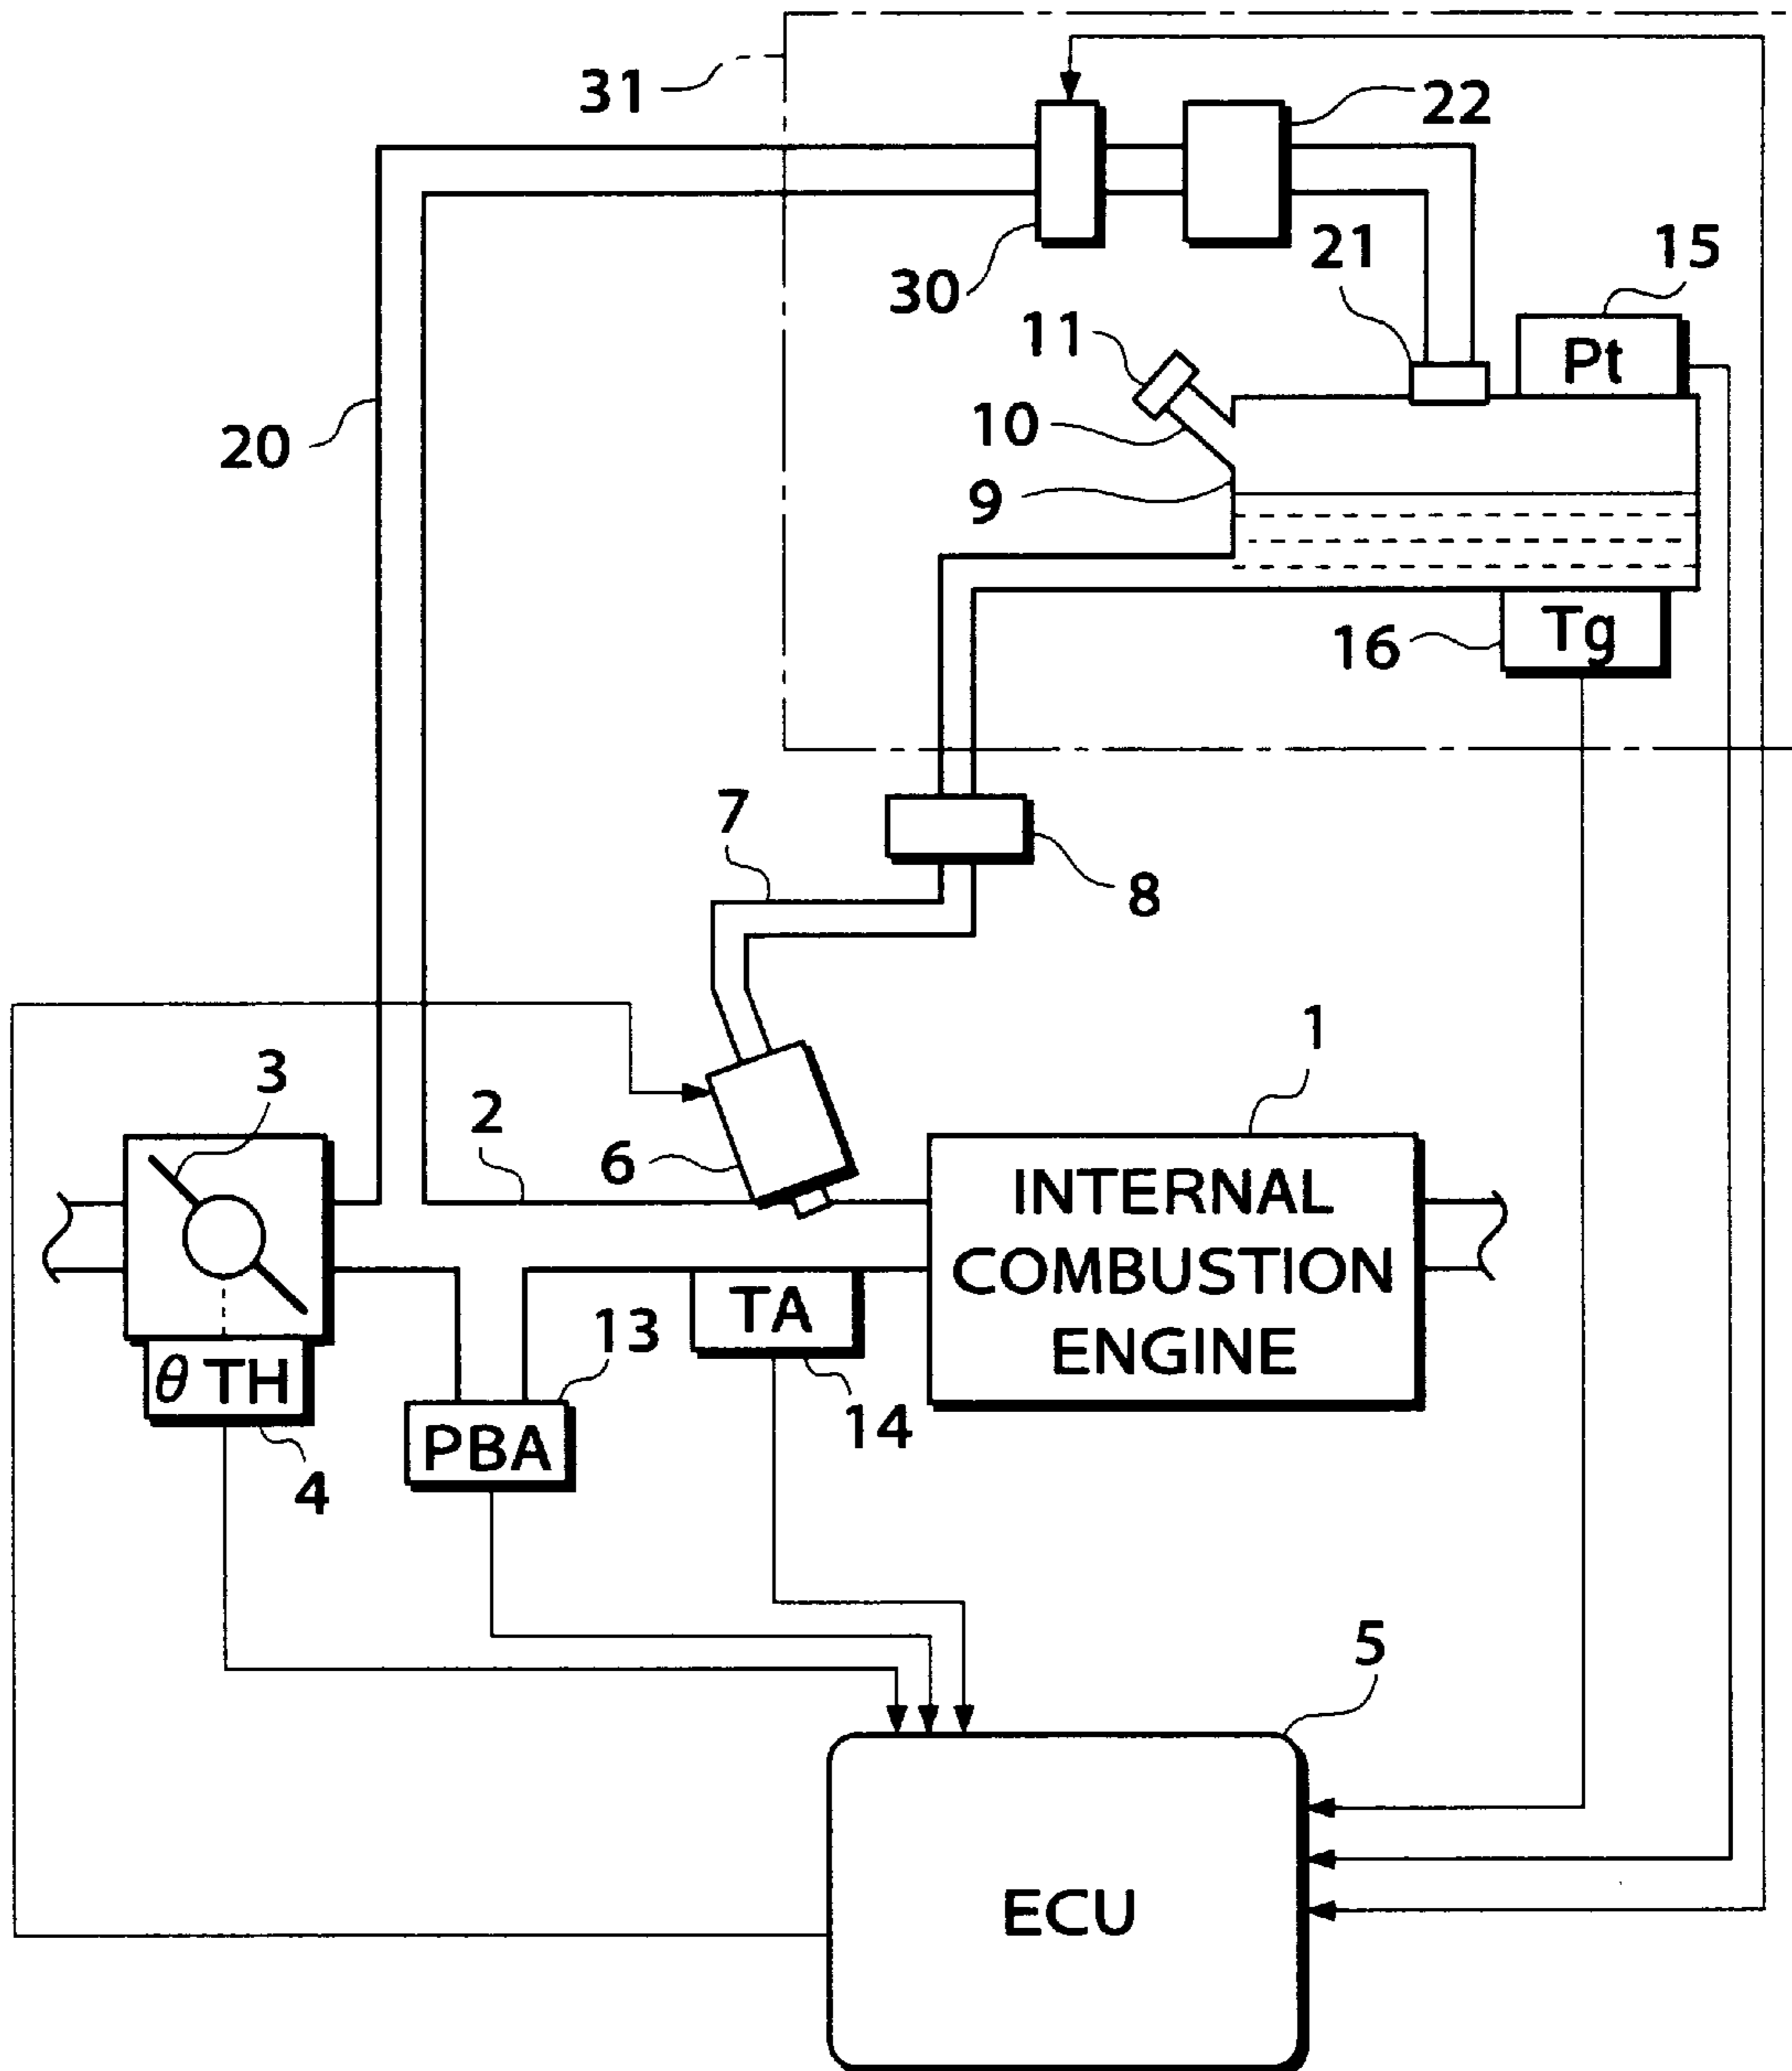 31
22
30
21
15
Pt
11
10
20
9
16
Tg
7
8
1
3
2
6
INTERNAL
COMBUSTION
ENGINE
TA
13
θ TH
14
PBA
4
5
ECU